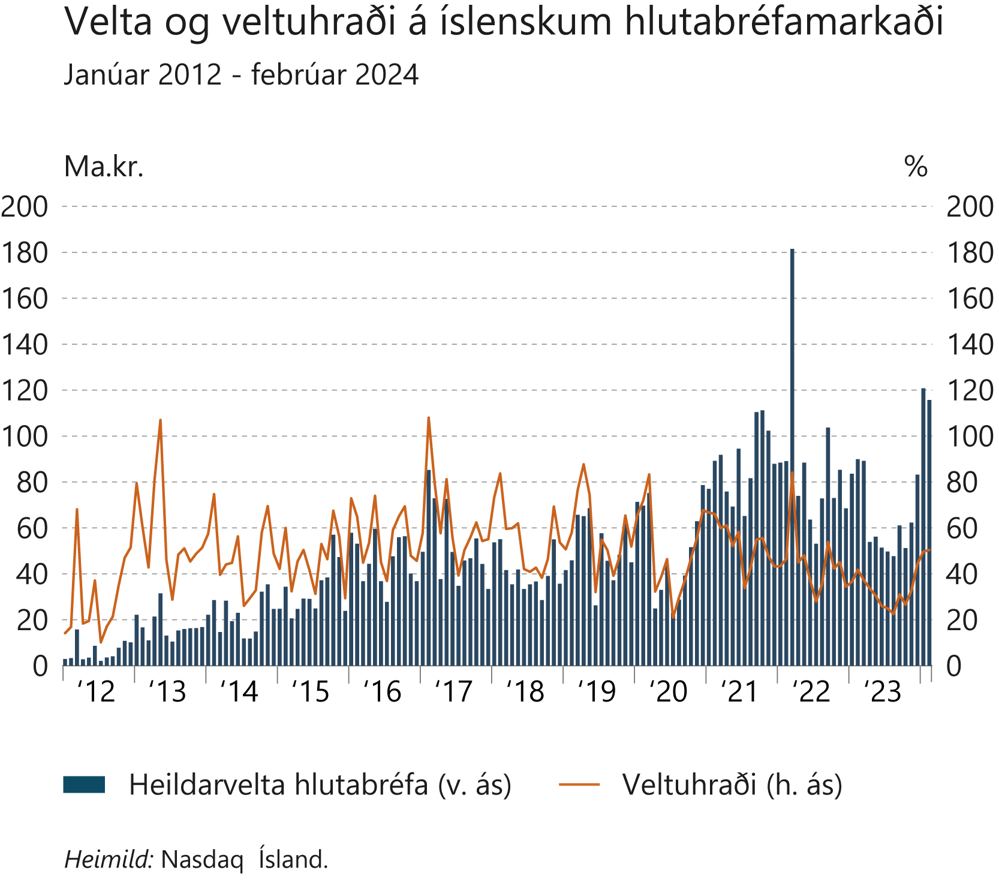 Velta og veltuhraði á íslenskum hlutabréfamarkaði
Janúar 2012 - febrúar 2024
Ma.kr. %
200 200
180 180
160 160
140 140
120 120
100 100
80 80
60 60
40 40
20 20
0 0
‘12 ‘13 ‘14 ‘15 ‘16 ‘17 ‘18 ‘19 ‘20 ‘21 ‘22 ‘23
Heildarvelta hlutabréfa (v. ás) Veltuhraði (h. ás)
Heimild: Nasdaq Ísland.